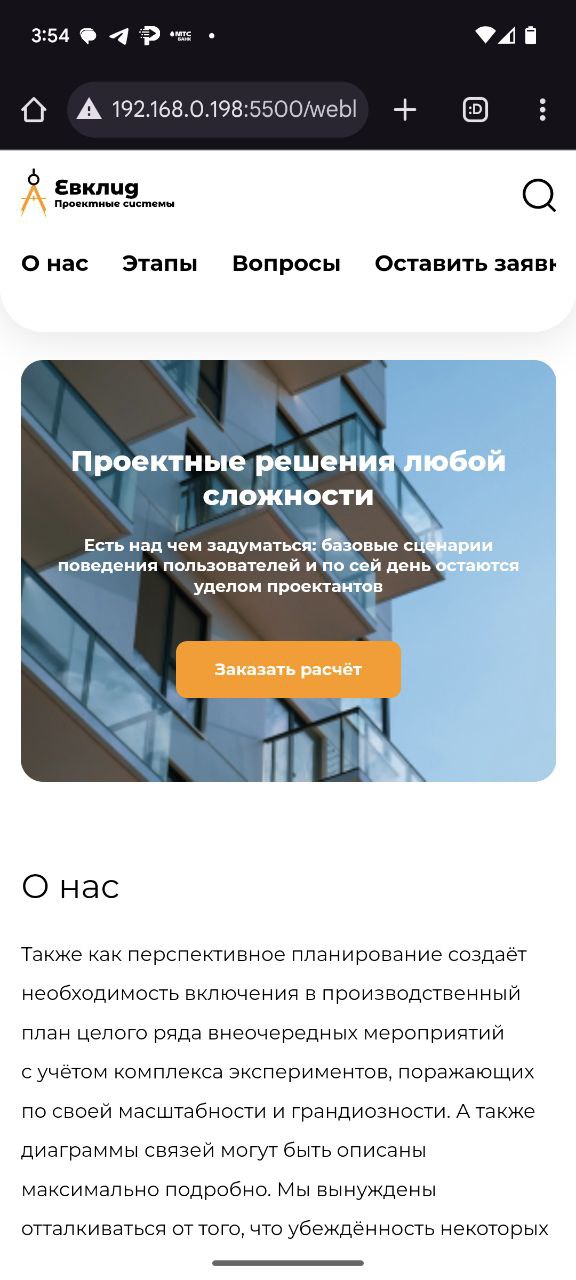 3:54
МТС
БАНК
192.168.0.198:5500/webl
:D
Евклид
Проектные системы
О нас Этапы Вопросы Оставить заявк
Проектные решения любой
сложности
Есть над чем задуматься: базовые сценарии
поведения пользователей и по сей день остаются
уделом проектантов
Заказать расчёт
О нас
Также как перспективное планирование создаёт
необходимость включения в производственный
план целого ряда внеочередных мероприятий
с учётом комплекса экспериментов, поражающих
по своей масштабности и грандиозности. А также
диаграммы связей могут быть описаны
максимально подробно. Мы вынуждены
отталкиваться от того, что убеждённость некоторых